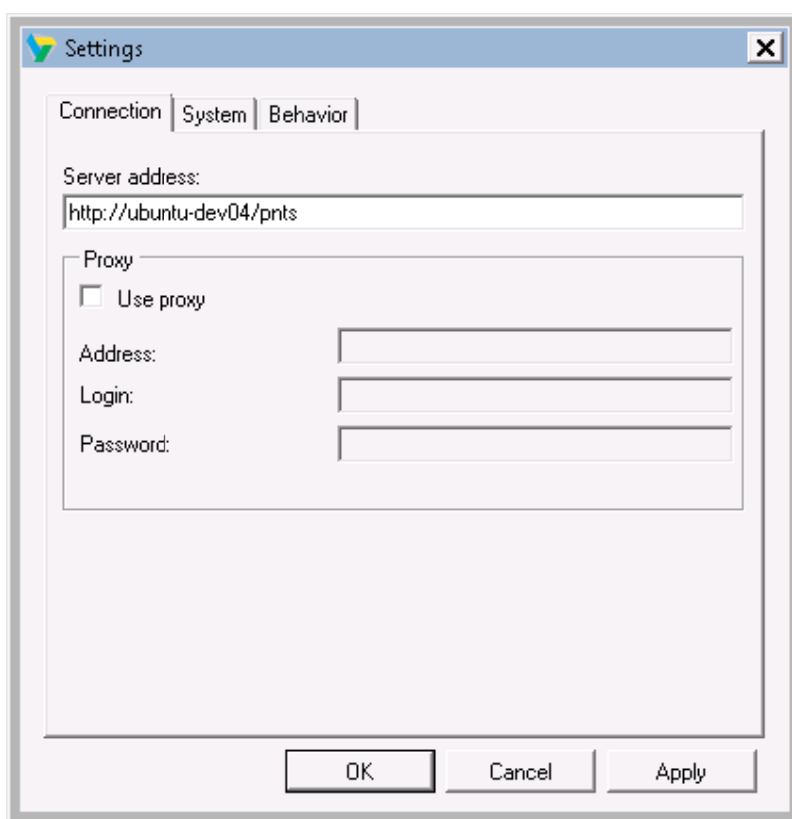 Settings
Connection System Behavior
Server address:
http://ubuntu-dev04/pnts
Proxy
Use proxy
Address:
Login:
Password:
OK Cancel Apply